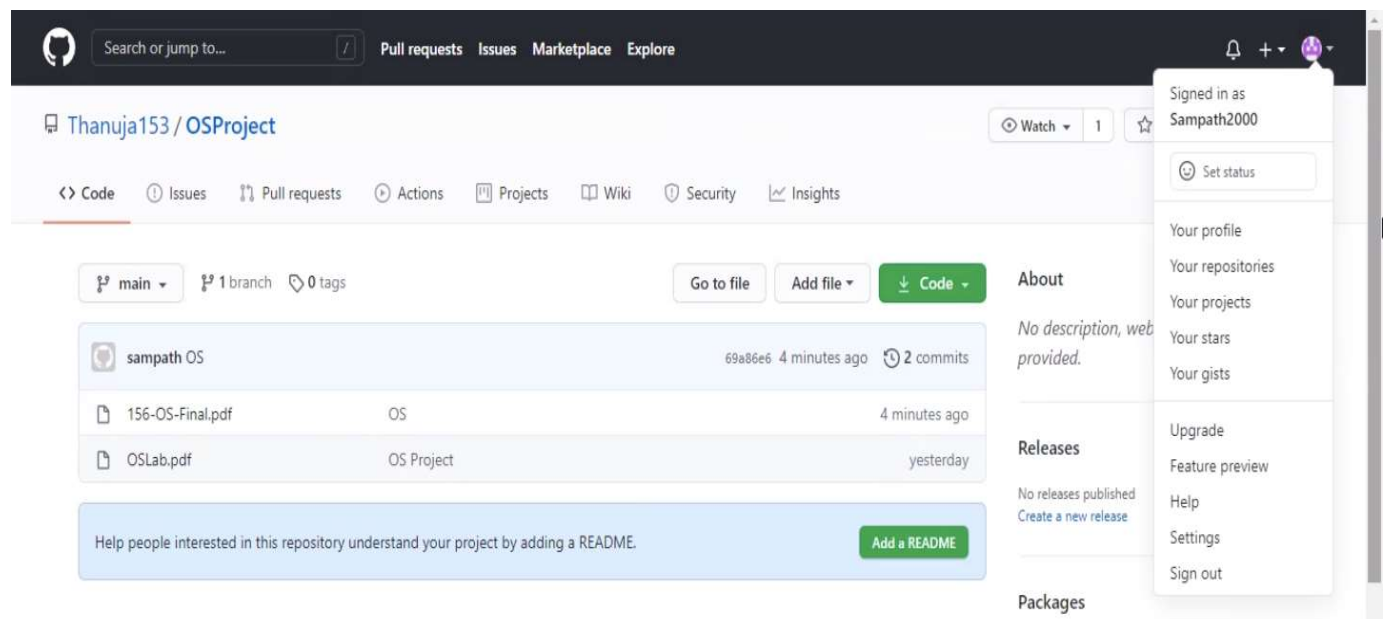 Search or jump to... / Pull requests Issues Marketplace Explore
Signed in as
Sampath2000
Set status
Your profile
Your repositories
Your projects
Your stars
Your gists
Upgrade
Feature preview
Help
Settings
Sign out
Thanuja153 / OSProject
Watch 1
<> Code Issues Pull requests Actions Projects Wiki Security Insights
main 1 branch 0 tags Go to file Add file Code
sampath OS 69a86e6 4 minutes ago 2 commits
156-OS-Final.pdf OS 4 minutes ago
OSLab.pdf OS Project yesterday
Help people interested in this repository understand your project by adding a README. Add a README
About
No description, web
provided.
Releases
No releases published
Create a new release
Packages